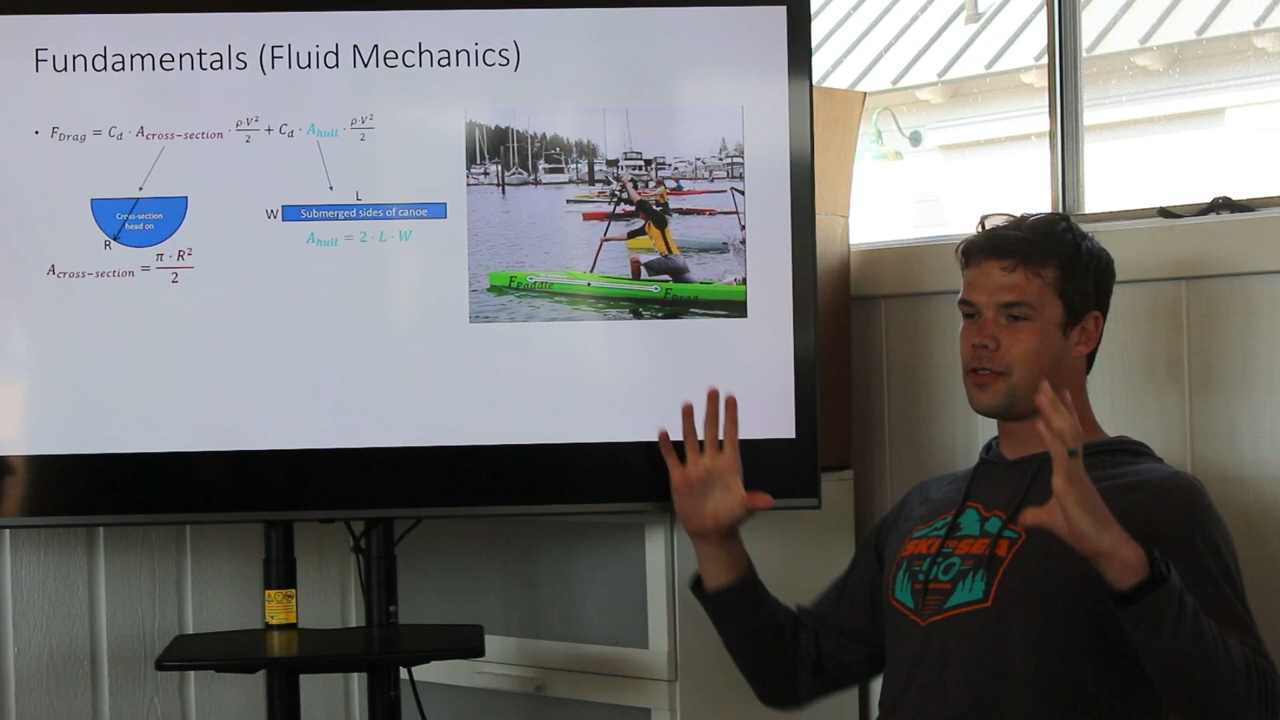 Fundamentals (Fluid Mechanics)
• F_Drag = C_d · A_cross−section · ρ·V²/2 + C_d · A_hull · ρ·V²/2
L
Cross-section
head on
W
Submerged sides of canoe
R
A_hull = 2 · L · W
A_cross−section = π · R²/2
F_Paddle
F_Drag
SKI TO SEA
50